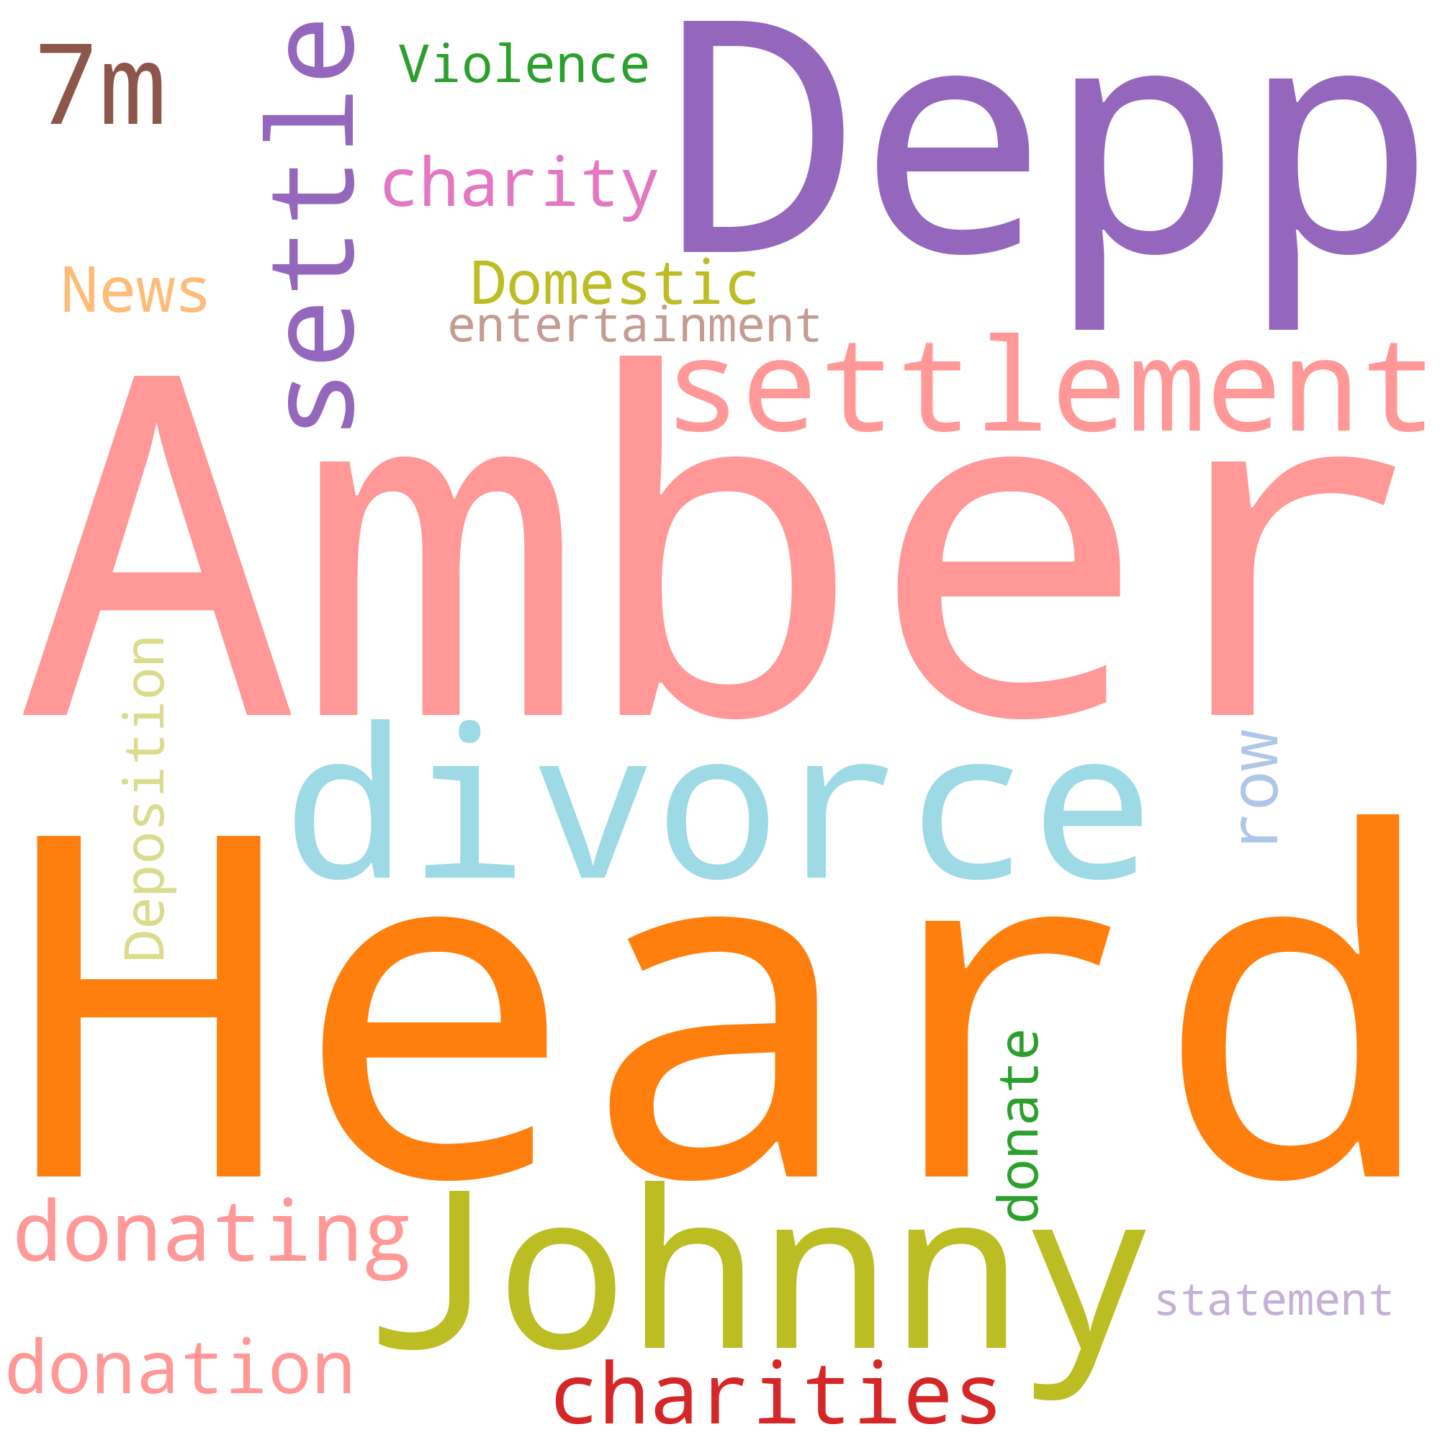 7m
settle
Violence
Depp
charity
News
Domestic
entertainment
settlement
Amber
Deposition
divorce
row
Heard
donate
donating
Johnny
statement
donation
charities